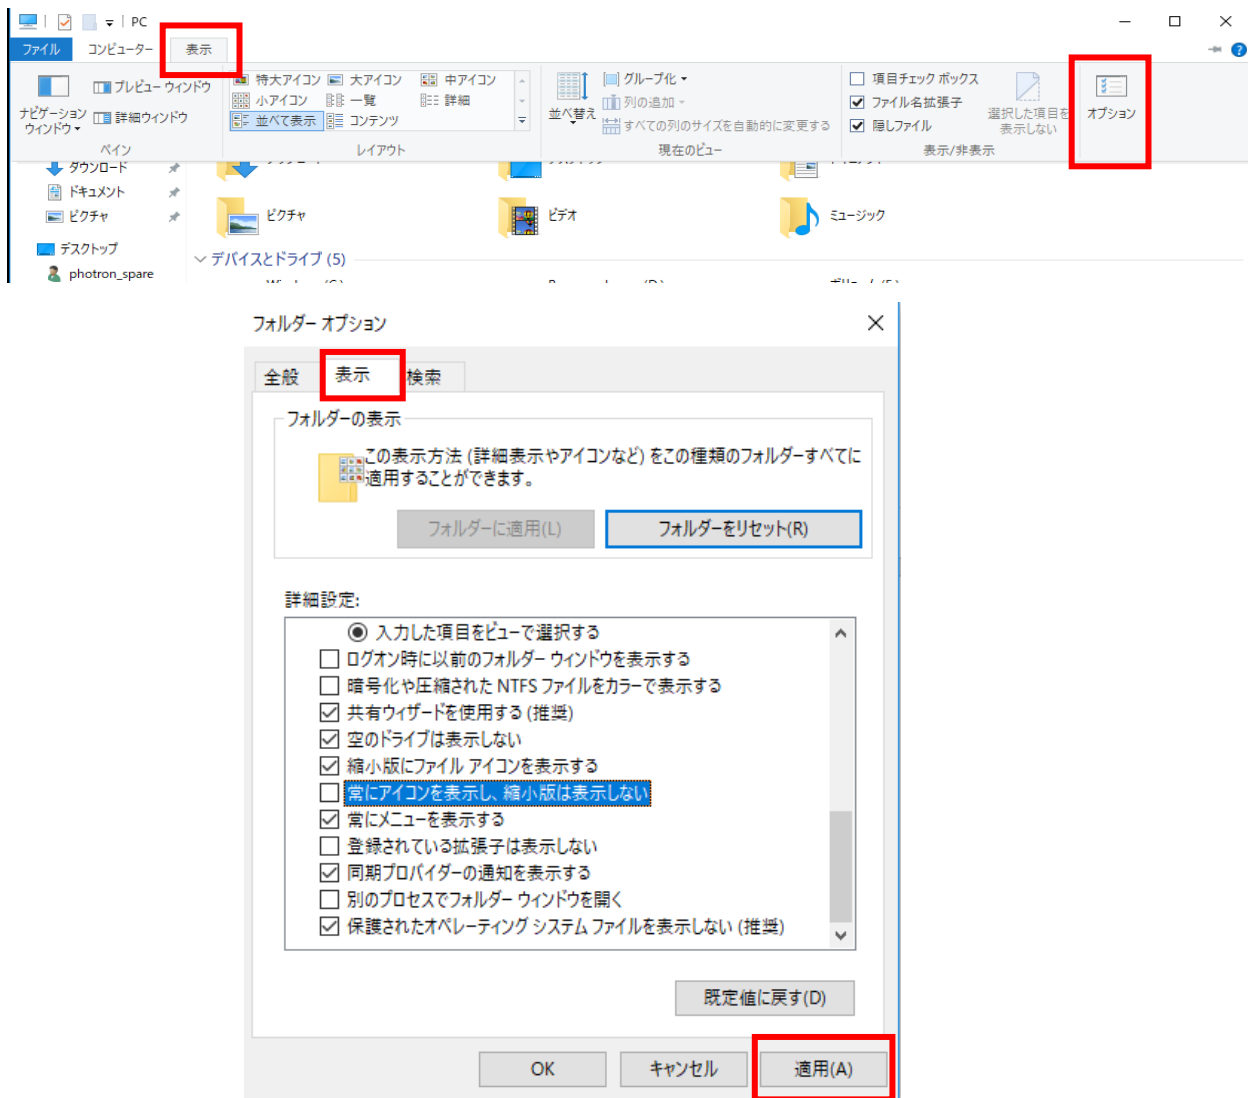 PC
ファイル コンピューター 表示
プレビュー ウィンドウ 特大アイコン 大アイコン 中アイコン グループ化 項目チェック ボックス
ナビゲーション ウィンドウ 詳細ウィンドウ 小アイコン 一覧 詳細 並べ替え 列の追加 ファイル名拡張子 選択した項目を 表示しない オプション
並べて表示 コンテンツ すべての列のサイズを自動的に変更する 隠しファイル
ペイン レイアウト 現在のビュー 表示/非表示
ダウンロード
ドキュメント
ピクチャ ピクチャ ビデオ ミュージック
デスクトップ
デバイスとドライブ (5)
photron_spare
フォルダー オプション
全般 表示 検索
フォルダーの表示
この表示方法 (詳細表示やアイコンなど) をこの種類のフォルダーすべてに
適用することができます。
フォルダーに適用(L) フォルダーをリセット(R)
詳細設定:
入力した項目をビューで選択する
ログオン時に以前のフォルダー ウィンドウを表示する
暗号化や圧縮された NTFS ファイルをカラーで表示する
共有ウィザードを使用する (推奨)
空のドライブは表示しない
縮小版にファイル アイコンを表示する
常にアイコンを表示し、縮小版は表示しない
常にメニューを表示する
登録されている拡張子は表示しない
同期プロバイダーの通知を表示する
別のプロセスでフォルダー ウィンドウを開く
保護されたオペレーティング システム ファイルを表示しない (推奨)
既定値に戻す(D)
OK キャンセル 適用(A)